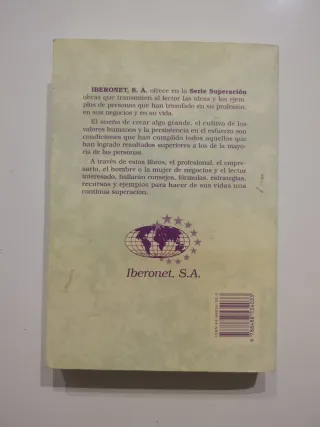 IBERONET, S. A. ofrece en la Serie Superación
obras que transmiten al lector las ideas y los ejem-
plos de personas que han triunfado en su profesión,
en sus negocios y en su vida.
El sueño de crear algo grande, el cultivo de los
valores humanos y la persistencia en el esfuerzo son
condiciones que han cumplido todos aquellos que
han logrado resultados superiores a los de la mayo-
ría de las personas.
A través de estos libros, el profesional, el empre-
sario, el hombre o la mujer de negocios y el lector
interesado, hallarán consejos, fórmulas, estrategias,
recursos y ejemplos para hacer de sus vidas una
continua superación.
Iberonet, S.A.